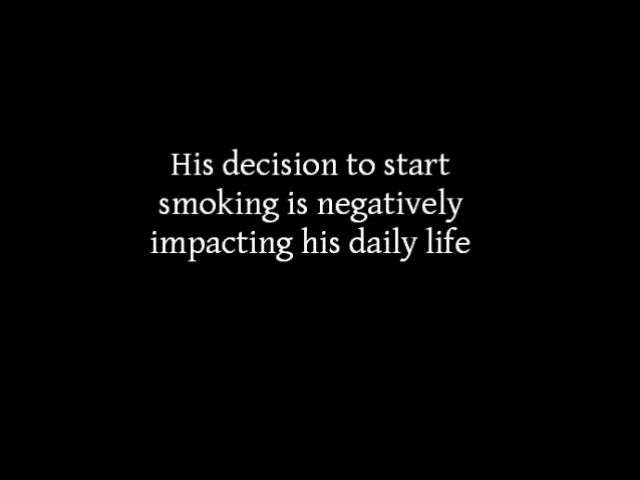 His decision to start
smoking is negatively
impacting his daily life